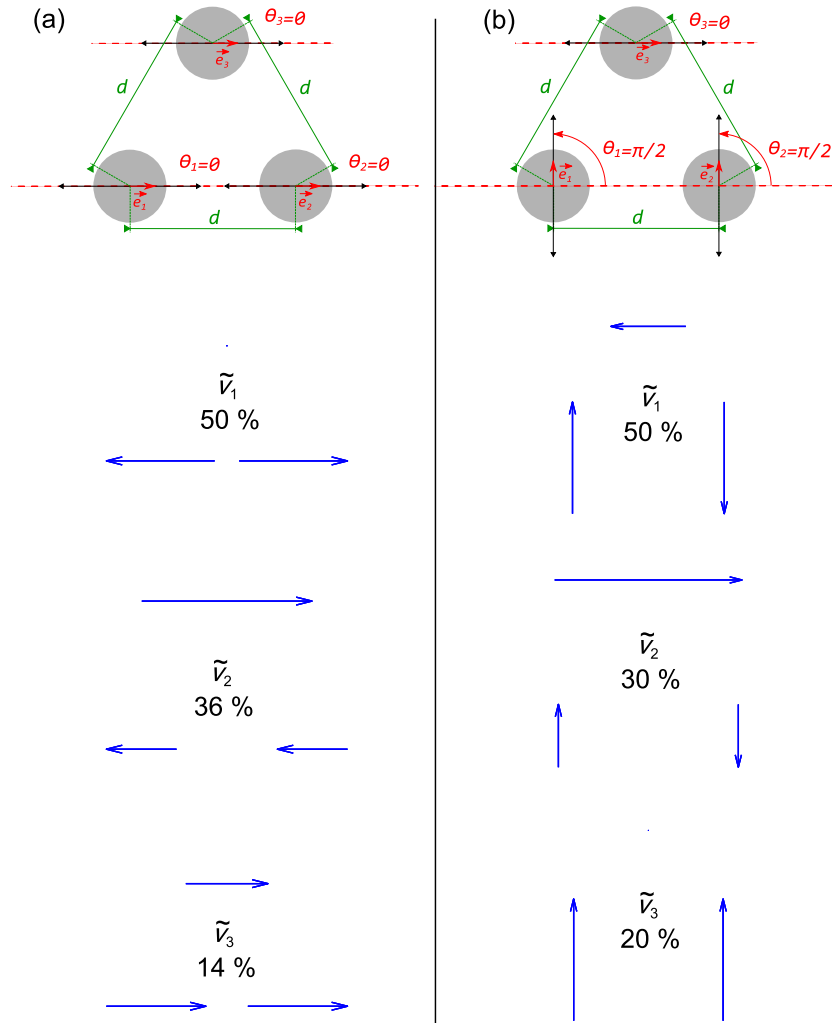 (a)
θ₃=0
e₃
d
d
θ₁=0
θ₂=0
e₁
e₂
d
ṽ₁
50 %
ṽ₂
36 %
ṽ₃
14 %
(b)
θ₃=0
e₃
d
d
θ₁=π/2
θ₂=π/2
e₁
e₂
d
ṽ₁
50 %
ṽ₂
30 %
ṽ₃
20 %